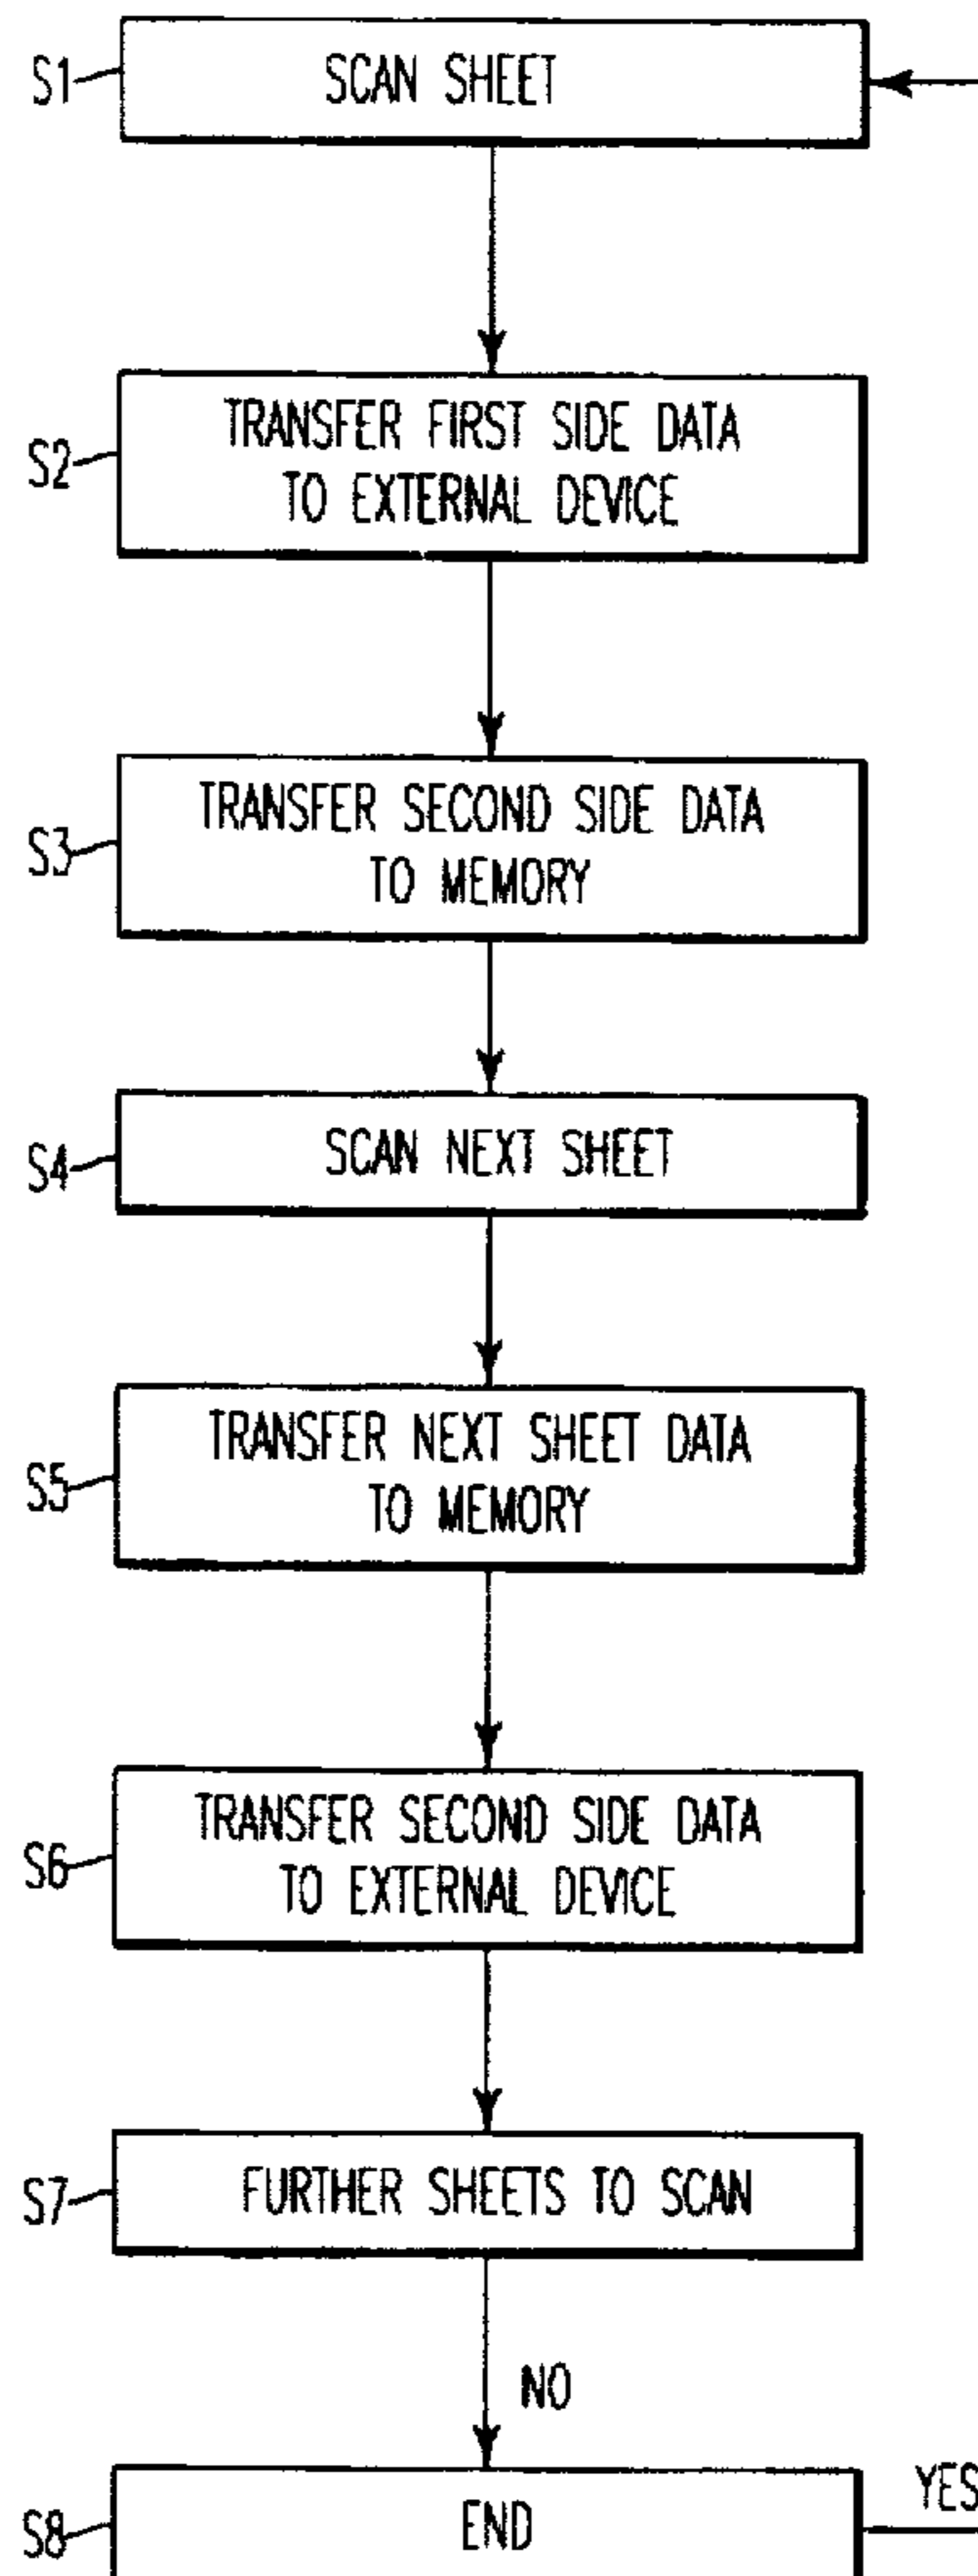 S1 SCAN SHEET
S2 TRANSFER FIRST SIDE DATA
TO EXTERNAL DEVICE
S3 TRANSFER SECOND SIDE DATA
TO MEMORY
S4 SCAN NEXT SHEET
S5 TRANSFER NEXT SHEET DATA
TO MEMORY
S6 TRANSFER SECOND SIDE DATA
TO EXTERNAL DEVICE
S7 FURTHER SHEETS TO SCAN
NO
YES
S8 END